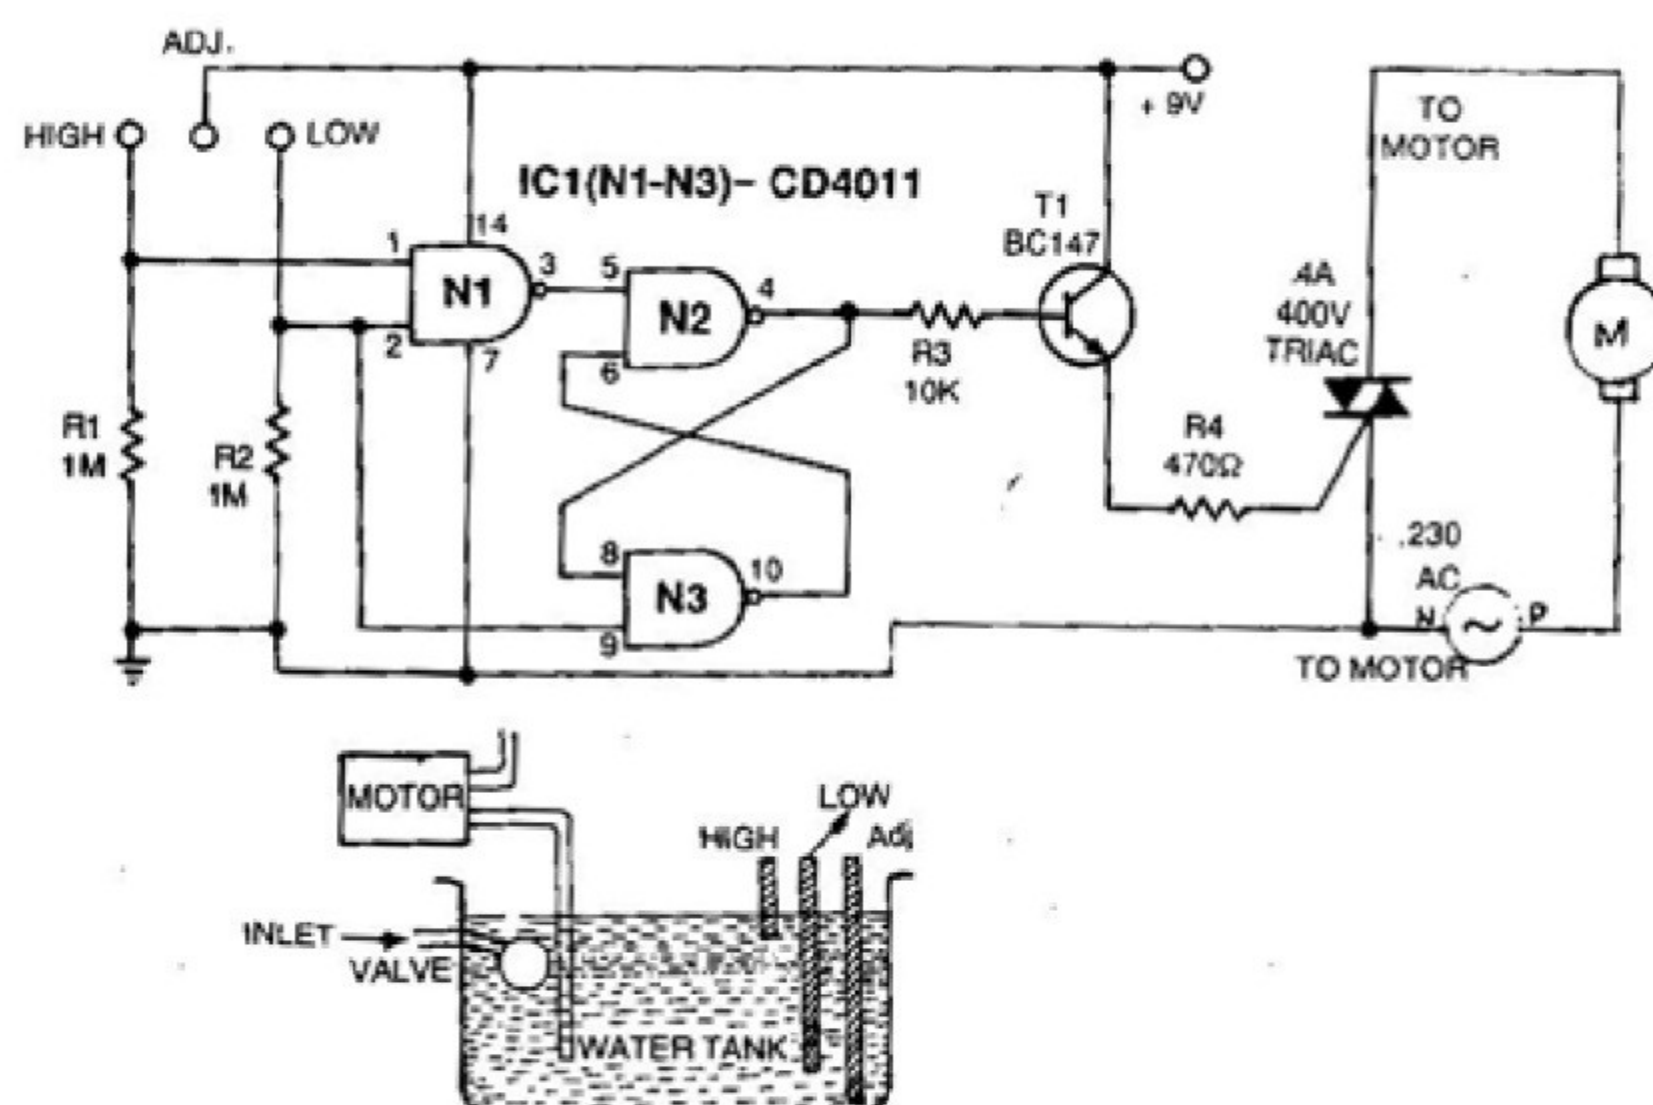 ADJ.
HIGH
LOW
+ 9V
TO
MOTOR
IC1(N1-N3)– CD4011
T1
BC147
14
1
N1
3
5
N2
4
2
7
6
R3
10K
4A
400V
TRIAC
M
R1
1M
R2
1M
R4
470Ω
8
N3
10
9
230
AC
N
~
P
TO MOTOR
MOTOR
LOW
HIGH
Adj
INLET
VALVE
WATER TANK